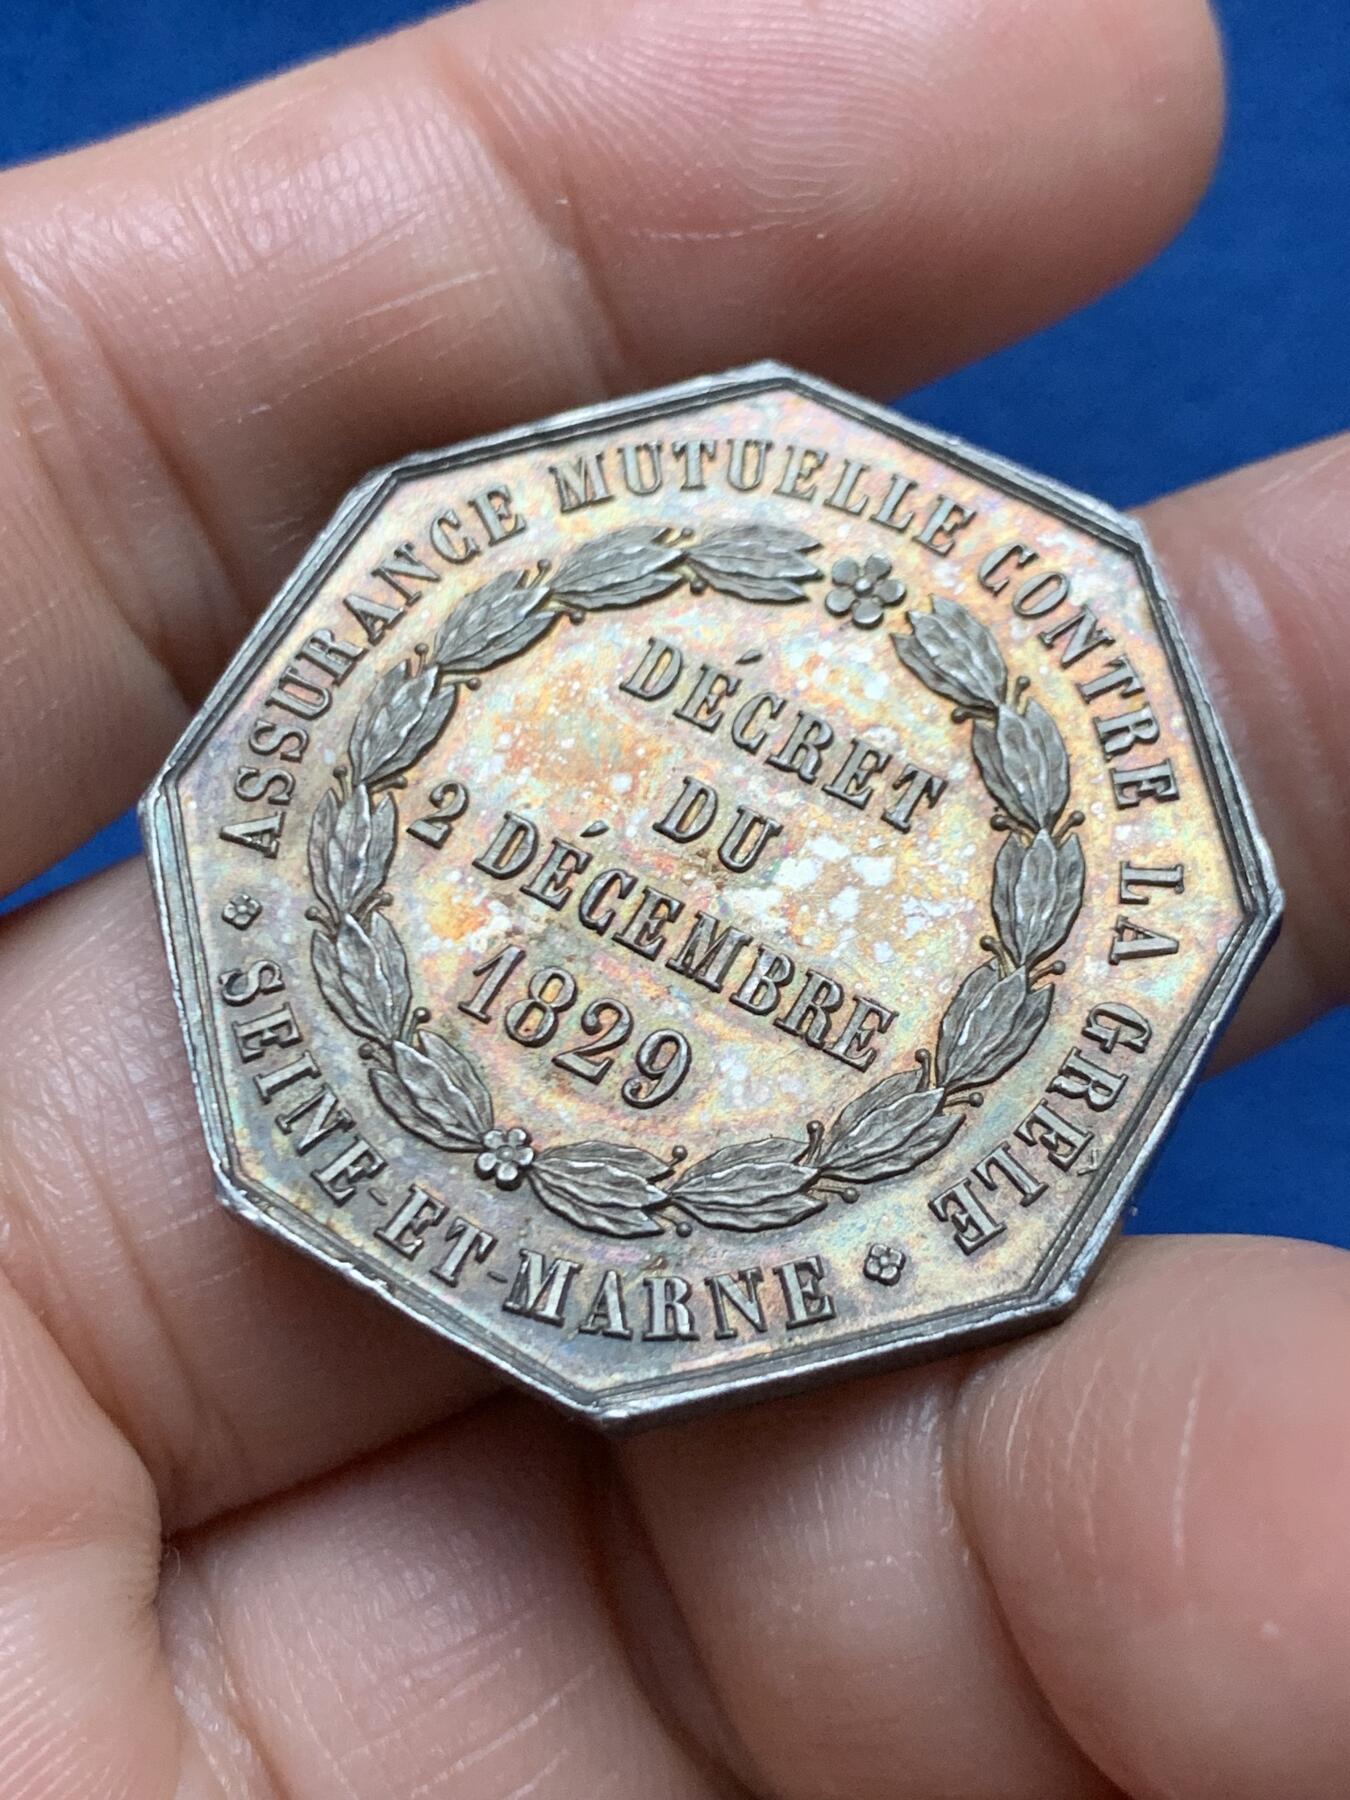 ASSURANCE MUTUELLE CONTRE LA GRÊLE
DÉCRET
DU
2 DÉCEMBRE
1829
SEINE-ET-MARNE